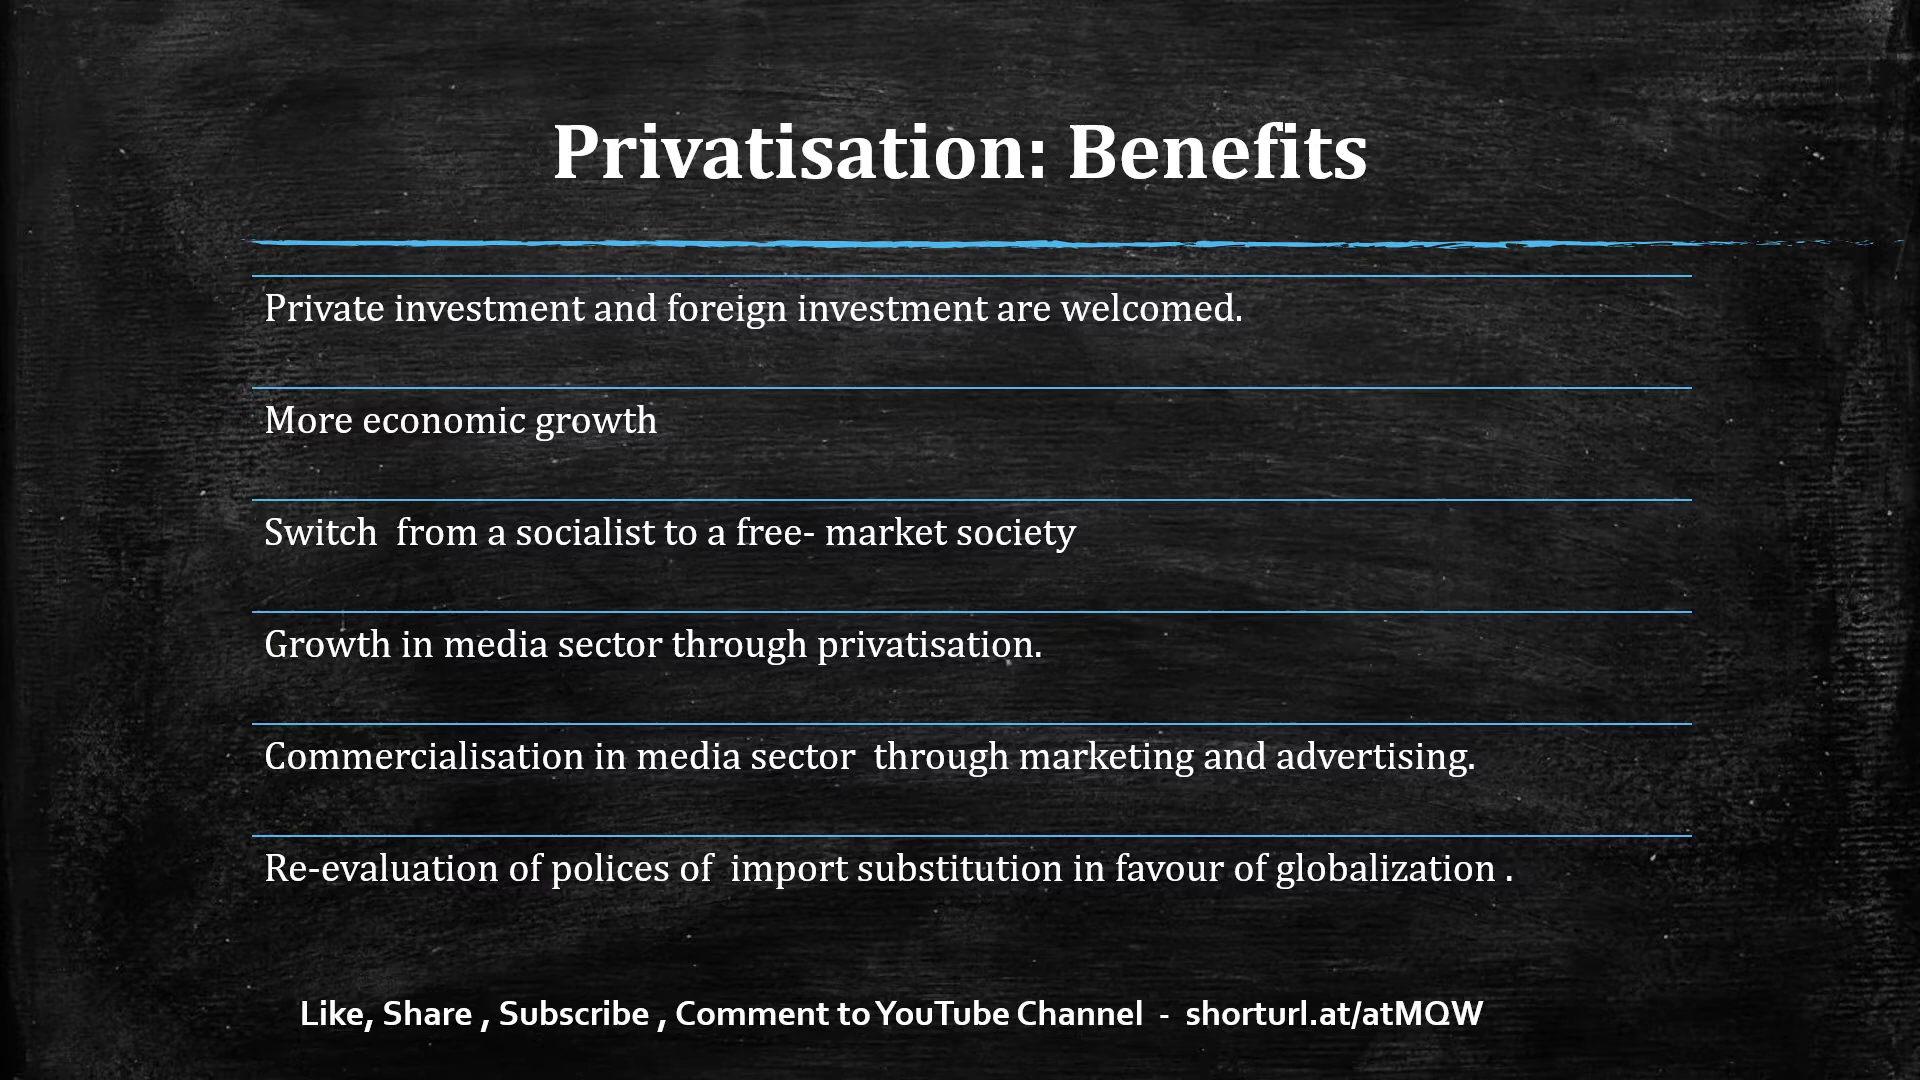 Privatisation: Benefits
Private investment and foreign investment are welcomed.
More economic growth
Switch  from a socialist to a free- market society
Growth in media sector through privatisation.
Commercialisation in media sector  through marketing and advertising.
Re-evaluation of polices of  import substitution in favour of globalization .
Like, Share , Subscribe , Comment to YouTube Channel  -  shorturl.at/atMQW